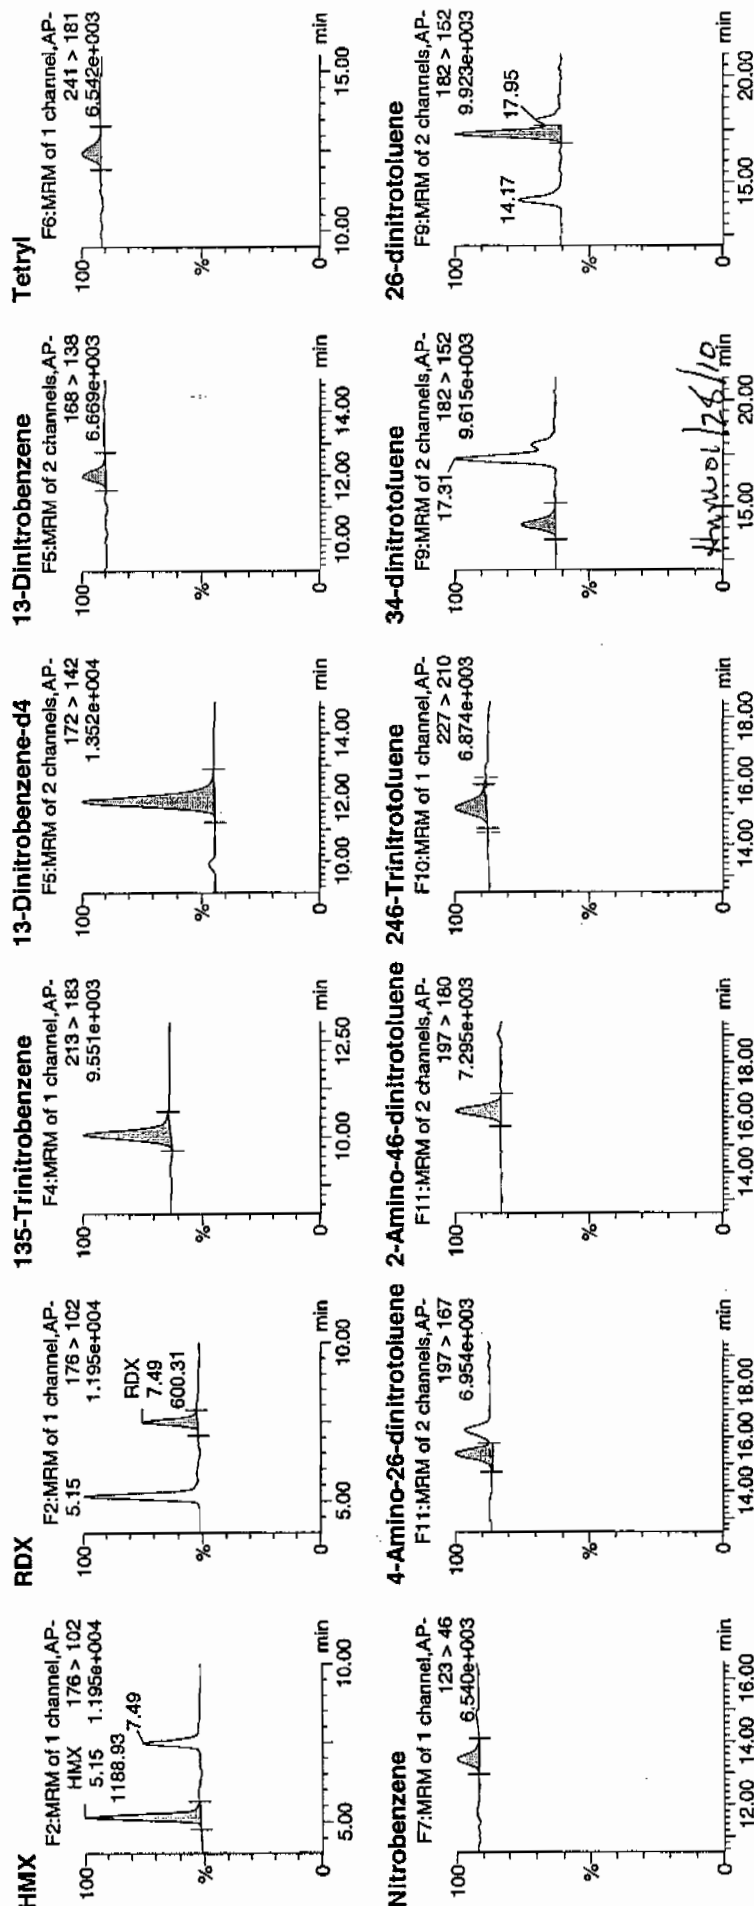 HMX
F2:MRM of 1 channel,AP-
HMX 176 > 102
5.15 1.195e+004
1188.93
7.49
100
%
0
5.00 10.00 min
RDX
F2:MRM of 1 channel,AP-
5.15 176 > 102
1.195e+004
RDX
7.49
600.31
100
%
0
5.00 10.00 min
135-Trinitrobenzene
F4:MRM of 1 channel,AP-
213 > 183
9.551e+003
100
%
0
10.00 12.50 min
13-Dinitrobenzene-d4
F5:MRM of 2 channels,AP-
172 > 142
1.352e+004
100
%
0
10.00 12.00 14.00 min
13-Dinitrobenzene
F5:MRM of 2 channels,AP-
168 > 138
6.669e+003
100
%
0
10.00 12.00 14.00 min
Tetryl
F6:MRM of 1 channel,AP-
241 > 181
6.542e+003
100
%
0
10.00 15.00 min
Nitrobenzene
F7:MRM of 1 channel,AP-
123 > 46
6.540e+003
100
%
0
12.00 14.00 16.00 min
4-Amino-26-dinitrotoluene
F11:MRM of 2 channels,AP-
197 > 167
6.954e+003
100
%
0
14.00 16.00 18.00 min
2-Amino-46-dinitrotoluene
F11:MRM of 2 channels,AP-
197 > 180
7.295e+003
100
%
0
14.00 16.00 18.00 min
246-Trinitrotoluene
F10:MRM of 1 channel,AP-
227 > 210
6.874e+003
100
%
0
14.00 16.00 18.00 min
34-dinitrotoluene
F9:MRM of 2 channels,AP-
17.31 182 > 152
9.615e+003
100
%
0
15.00 20.00 min
26-dinitrotoluene
F9:MRM of 2 channels,AP-
182 > 152
9.923e+003
14.17
17.95
100
%
0
15.00 20.00 min